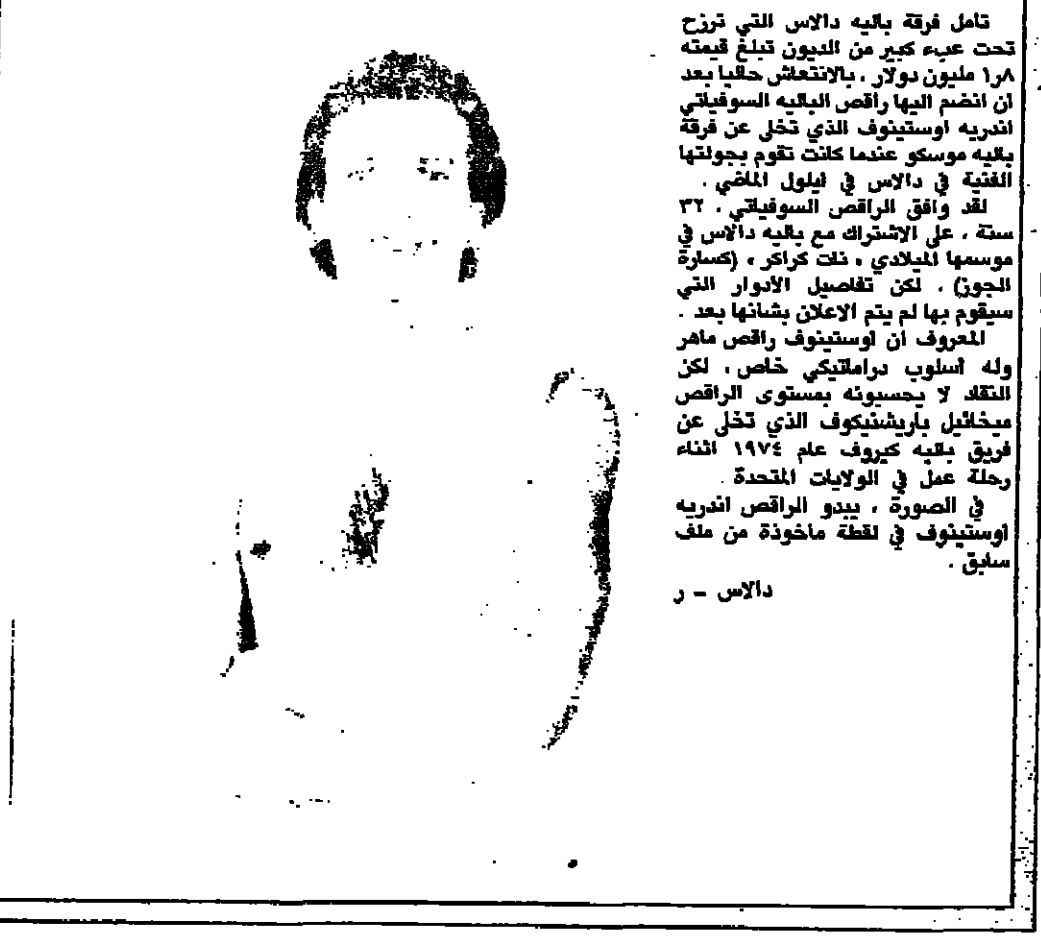 تأمل فرقة باليه دالاس التي ترزح
تحت عبء كبير من الديون تبلغ قيمته
٨ر١ مليون دولار ، بالانتعاش حاليا بعد
ان انضم اليها راقص الباليه السوفياتي
اندريه اوستينوف الذي تخلى عن فرقة
باليه موسكو عندما كانت تقوم بجولتها
الفنية في دالاس في ايلول الماضي .
لقد وافق الراقص السوفياتي ، ٣٢
سنة ، على الاشتراك مع باليه دالاس في
موسمها الميلادي ، نات كراكر ، (كسارة
الجوز) ، لكن تفاصيل الأدوار التي
سيقوم بها لم يتم الاعلان بشانها بعد .
المعروف أن اوستينوف راقص ماهر
وله أسلوب دراماتيكي خاص ، لكن
النقاد لا يحسبونه بمستوى الراقص
ميخائيل باريشنيكوف الذي تخلى عن
فريق باليه كيروف عام ١٩٧٤ اثناء
رحلة عمل في الولايات المتحدة .
في الصورة ، يبدو الراقص اندريه
اوستينوف في لقطة ماخوذة من ملف
سابق .
دالاس - ر